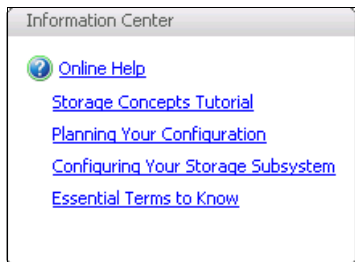 Information Center
Online Help
Storage Concepts Tutorial
Planning Your Configuration
Configuring Your Storage Subsystem
Essential Terms to Know